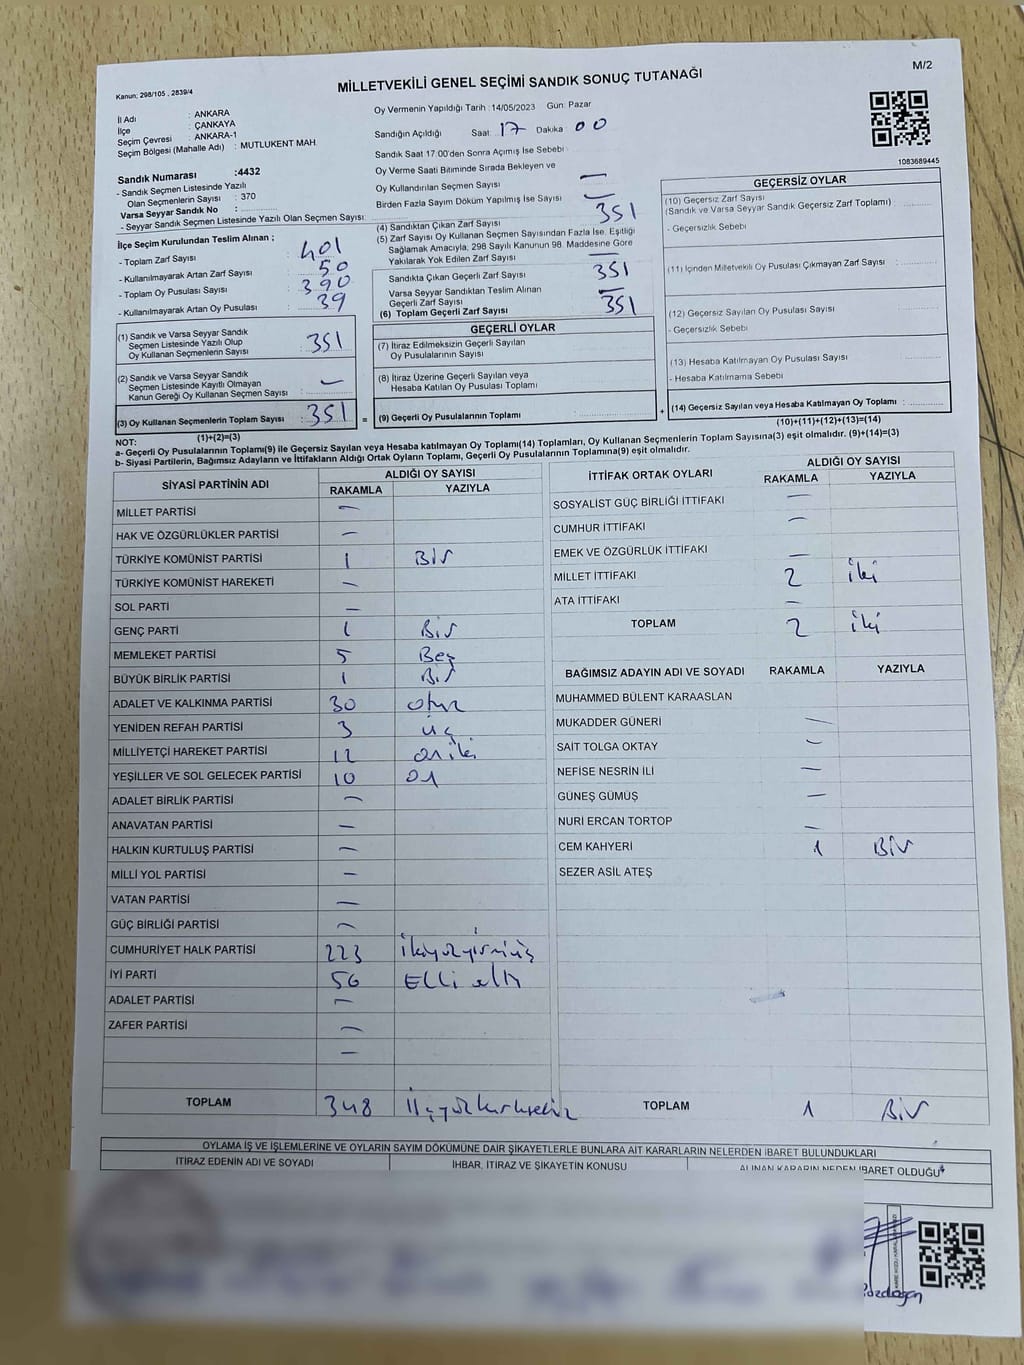 M/2
MİLLETVEKİLİ GENEL SEÇİMİ SANDIK SONUÇ TUTANAĞI
Kanun: 298/105 , 2839/4
İl Adı : ANKARA
İlçe : ÇANKAYA
Seçim Çevresi : ANKARA-1
Seçim Bölgesi (Mahalle Adı) : MUTLUKENT MAH.
Sandık Numarası :4432
- Sandık Seçmen Listesinde Yazılı
Olan Seçmenlerin Sayısı : 370
Varsa Seyyar Sandık No :
- Seyyar Sandık Seçmen Listesinde Yazılı Olan Seçmen Sayısı:
İlçe Seçim Kurulundan Teslim Alınan ;
- Toplam Zarf Sayısı : 401
- Kullanılmayarak Artan Zarf Sayısı : 50
- Toplam Oy Pusulası Sayısı : 390
- Kullanılmayarak Artan Oy Pusulası : 39
(1) Sandık ve Varsa Seyyar Sandık
Seçmen Listesinde Yazılı Olup
Oy Kullanan Seçmenlerin Sayısı : 351
(2) Sandık ve Varsa Seyyar Sandık
Seçmen Listesinde Kayıtlı Olmayan
Kanun Gereği Oy Kullanan Seçmen Sayısı : —
(3) Oy Kullanan Seçmenlerin Toplam Sayısı : 351 =
(1)+(2)=(3)
Oy Vermenin Yapıldığı Tarih : 14/05/2023 Gün: Pazar
Sandığın Açıldığı Saat: 17 Dakika 00
Sandık Saat 17:00'den Sonra Açımış İse Sebebi :
Oy Verme Saati Bitiminde Sırada Bekleyen ve
Oy Kullandırılan Seçmen Sayısı —
Birden Fazla Sayım Döküm Yapılmış İse Sayısı —
(4) Sandıktan Çıkan Zarf Sayısı 351
(5) Zarf Sayısı Oy Kullanan Seçmen Sayısından Fazla İse, Eşitliği
Sağlamak Amacıyla, 298 Sayılı Kanunun 98. Maddesine Göre
Yakılarak Yok Edilen Zarf Sayısı —
Sandıkta Çıkan Geçerli Zarf Sayısı 351
Varsa Seyyar Sandıktan Teslim Alınan
Geçerli Zarf Sayısı —
(6) Toplam Geçerli Zarf Sayısı 351
GEÇERLİ OYLAR
(7) İtiraz Edilmeksizin Geçerli Sayılan
Oy Pusulalarının Sayısı
(8) İtiraz Üzerine Geçerli Sayılan veya
Hesaba Katılan Oy Pusulası Toplamı
(9) Geçerli Oy Pusulalarının Toplamı : +
1083689445
GEÇERSİZ OYLAR
(10) Geçersiz Zarf Sayısı
(Sandık ve Varsa Seyyar Sandık Geçersiz Zarf Toplamı) :
- Geçersizlik Sebebi
(11) İçinden Milletvekili Oy Pusulası Çıkmayan Zarf Sayısı :
(12) Geçersiz Sayılan Oy Pusulası Sayısı :
- Geçersizlik Sebebi
(13) Hesaba Katılmayan Oy Pusulası Sayısı
- Hesaba Katılmama Sebebi
(14) Geçersiz Sayılan veya Hesaba Katılmayan Oy Toplamı :
(10)+(11)+(12)+(13)=(14)
NOT:
a- Geçerli Oy Pusulalarının Toplamı(9) ile Geçersiz Sayılan veya Hesaba katılmayan Oy Toplamı(14) Toplamları, Oy Kullanan Seçmenlerin Toplam Sayısına(3) eşit olmalıdır. (9)+(14)=(3)
b- Siyasi Partilerin, Bağımsız Adayların ve İttifakların Aldığı Ortak Oyların Toplamı, Geçerli Oy Pusulalarının Toplamına(9) eşit olmalıdır.
SİYASİ PARTİNİN ADI ALDIĞI OY SAYISI
RAKAMLA YAZIYLA
MİLLET PARTİSİ —
HAK VE ÖZGÜRLÜKLER PARTİSİ —
TÜRKİYE KOMÜNİST PARTİSİ 1 Bir
TÜRKİYE KOMÜNİST HAREKETİ —
SOL PARTİ —
GENÇ PARTİ 1 Bir
MEMLEKET PARTİSİ 5 Beş
BÜYÜK BİRLİK PARTİSİ 1 Bir
ADALET VE KALKINMA PARTİSİ 30 otuz
YENİDEN REFAH PARTİSİ 3 üç
MİLLİYETÇİ HAREKET PARTİSİ 12 oniki
YEŞİLLER VE SOL GELECEK PARTİSİ 10 on
ADALET BİRLİK PARTİSİ —
ANAVATAN PARTİSİ —
HALKIN KURTULUŞ PARTİSİ —
MİLLİ YOL PARTİSİ —
VATAN PARTİSİ —
GÜÇ BİRLİĞİ PARTİSİ —
CUMHURİYET HALK PARTİSİ 223 ikiyüzyirmiüç
İYİ PARTİ 56 Elli altı
ADALET PARTİSİ —
ZAFER PARTİSİ —
—
TOPLAM 348 üçyüzkırksekiz
İTTİFAK ORTAK OYLARI ALDIĞI OY SAYISI
RAKAMLA YAZIYLA
SOSYALIST GÜÇ BİRLİĞİ İTTİFAKI —
CUMHUR İTTİFAKI —
EMEK VE ÖZGÜRLÜK İTTİFAKI —
MİLLET İTTİFAKI 2 iki
ATA İTTİFAKI —
TOPLAM 2 iki
BAĞIMSIZ ADAYIN ADI VE SOYADI RAKAMLA YAZIYLA
MUHAMMED BÜLENT KARAASLAN
MUKADDER GÜNERİ —
SAİT TOLGA OKTAY —
NEFİSE NESRİN İLİ —
GÜNEŞ GÜMÜŞ —
NURİ ERCAN TORTOP —
CEM KAHYERİ 1 Bir
SEZER ASİL ATEŞ
TOPLAM 1 Bir
OYLAMA İŞ VE İŞLEMLERİNE VE OYLARIN SAYIM DÖKÜMÜNE DAİR ŞİKAYETLERLE BUNLARA AİT KARARLARIN NELERDEN İBARET BULUNDUKLARI
İTİRAZ EDENİN ADI VE SOYADI İHBAR, İTİRAZ VE ŞİKAYETİN KONUSU ALINAN KARARIN NEDEN İBARET OLDUĞU